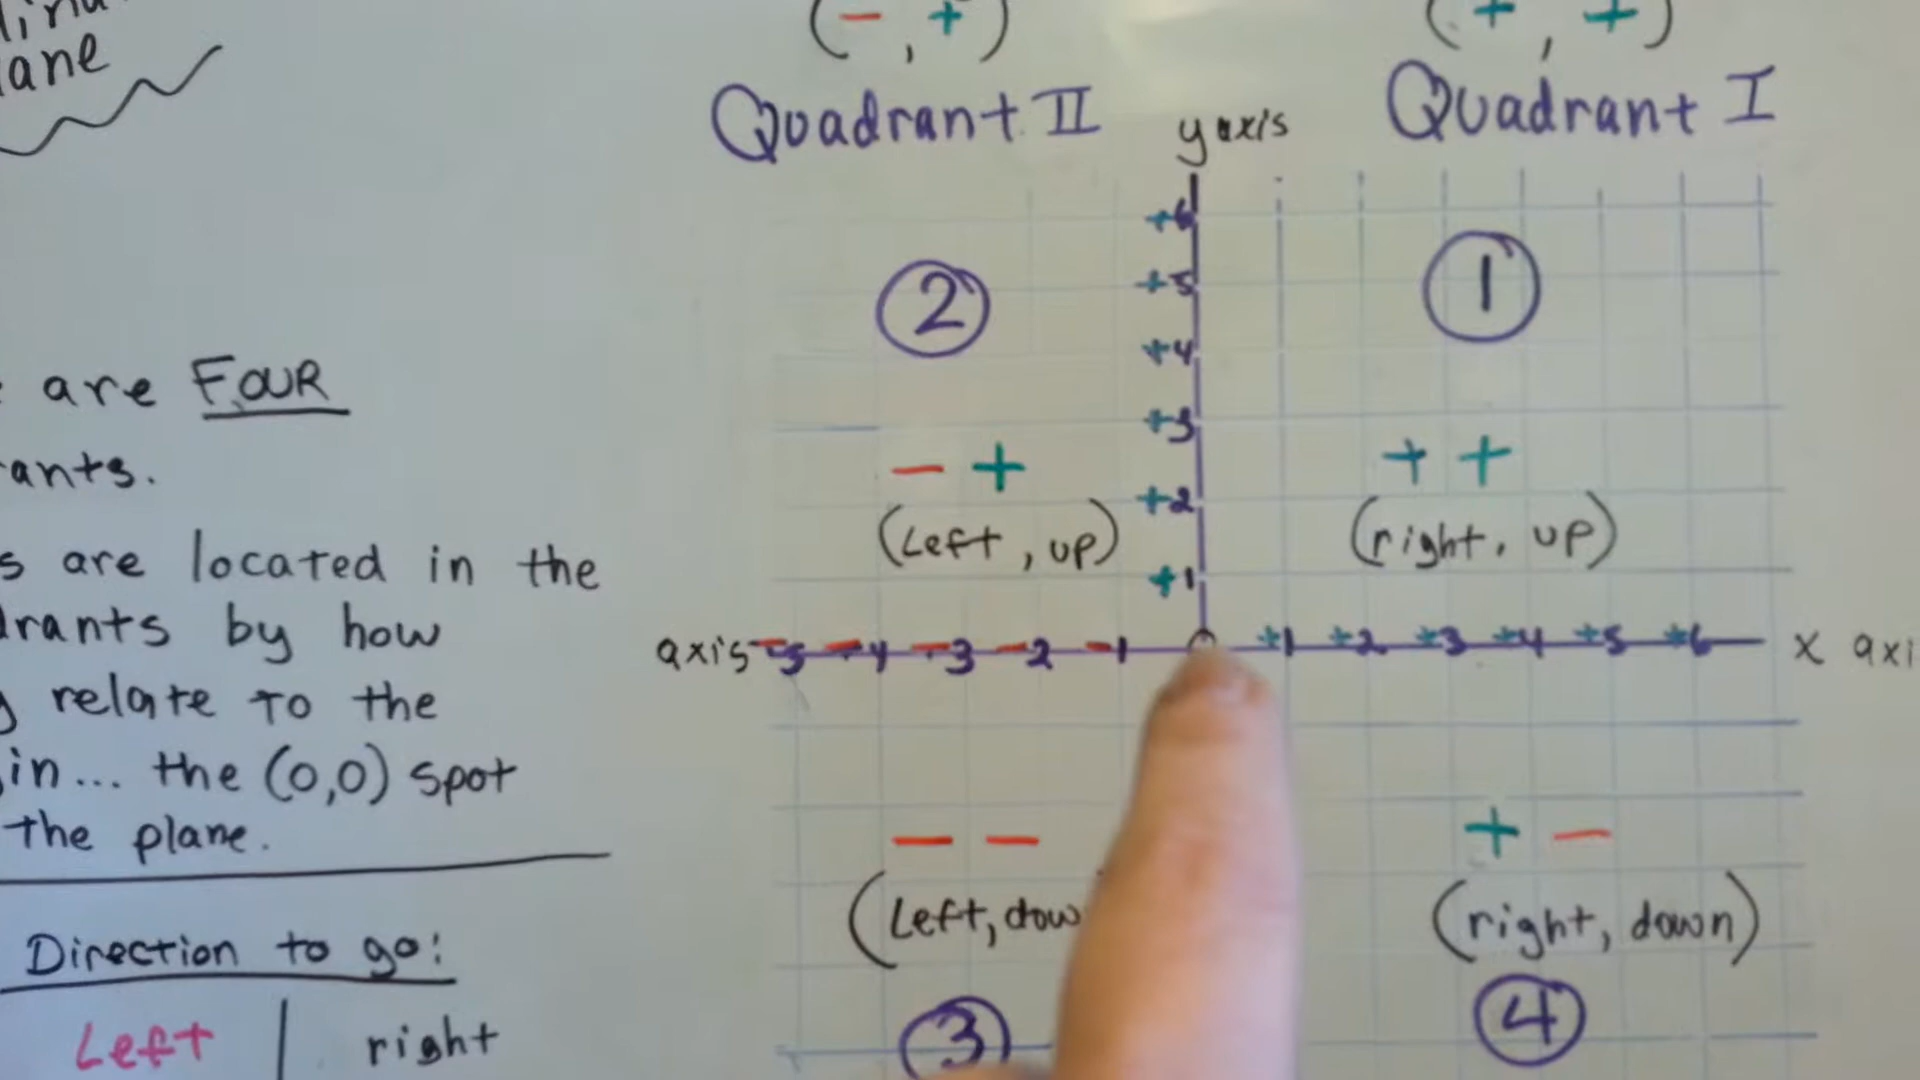 lane
are FOUR
rants.
s are located in the
drants by how
relate to the
in... the (0,0) spot
the plane.
Direction to go:
Left | right
(-,+)
Quadrant II
(+,+)
Quadrant I
y axis
+6
+5
+4
+3
+2
+1
2
- +
(Left, up)
1
+ +
(right, up)
axis -5 -4 -3 -2 -1 +1 +2 +3 +4 +5 +6 x axi
- -
(Left, dow
3
+ -
(right, down)
4